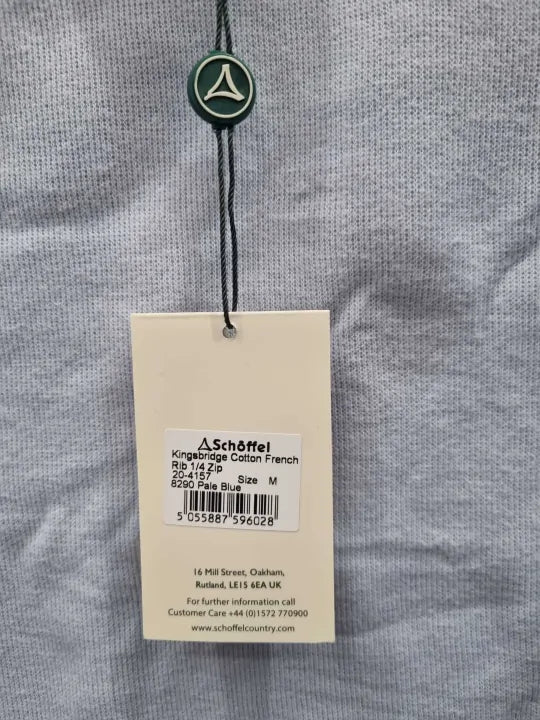 Schöffel
Kingsbridge Cotton French
Rib 1/4 Zip
20-4157 Size M
8290 Pale Blue
5 055887 596028
16 Mill Street, Oakham,
Rutland, LE15 6EA UK
For further information call
Customer Care +44 (0)1572 770900
www.schoffelcountry.com